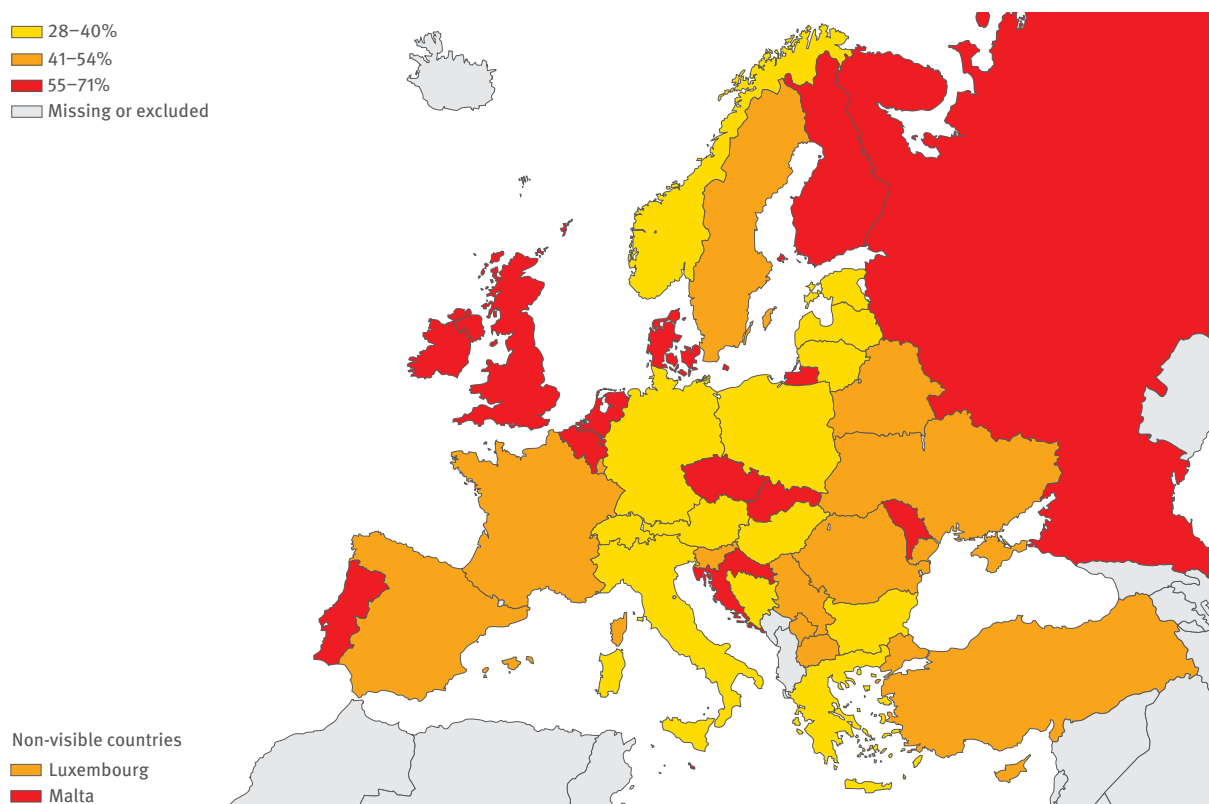 28–40%
41–54%
55–71%
Missing or excluded
Non-visible countries
Luxembourg
Malta